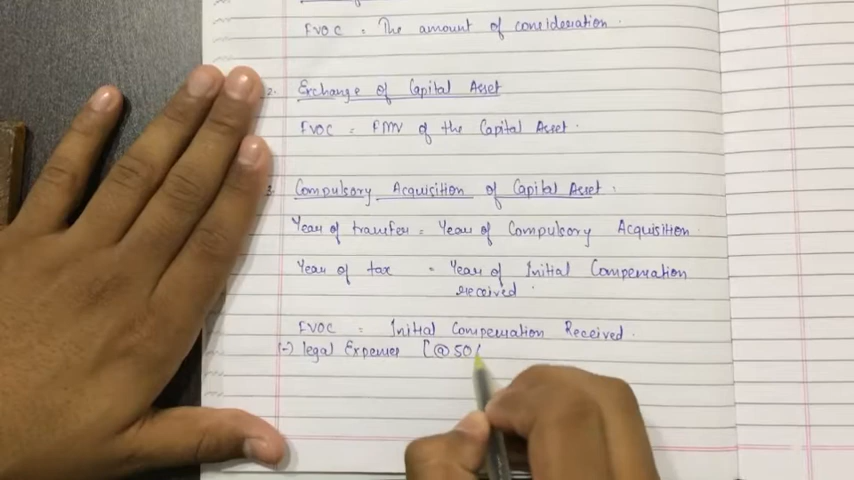 FVOC = The amount of consideration.
2. Exchange of Capital Asset
FVOC = FMV of the Capital Asset.
3. Compulsory Acquisition of Capital Asset.
Year of transfer = Year of Compulsory Acquisition.
Year of tax = Year of Initial Compensation
received.
FVOC = Initial Compensation Received.
(-) legal Expenses [@ 50/